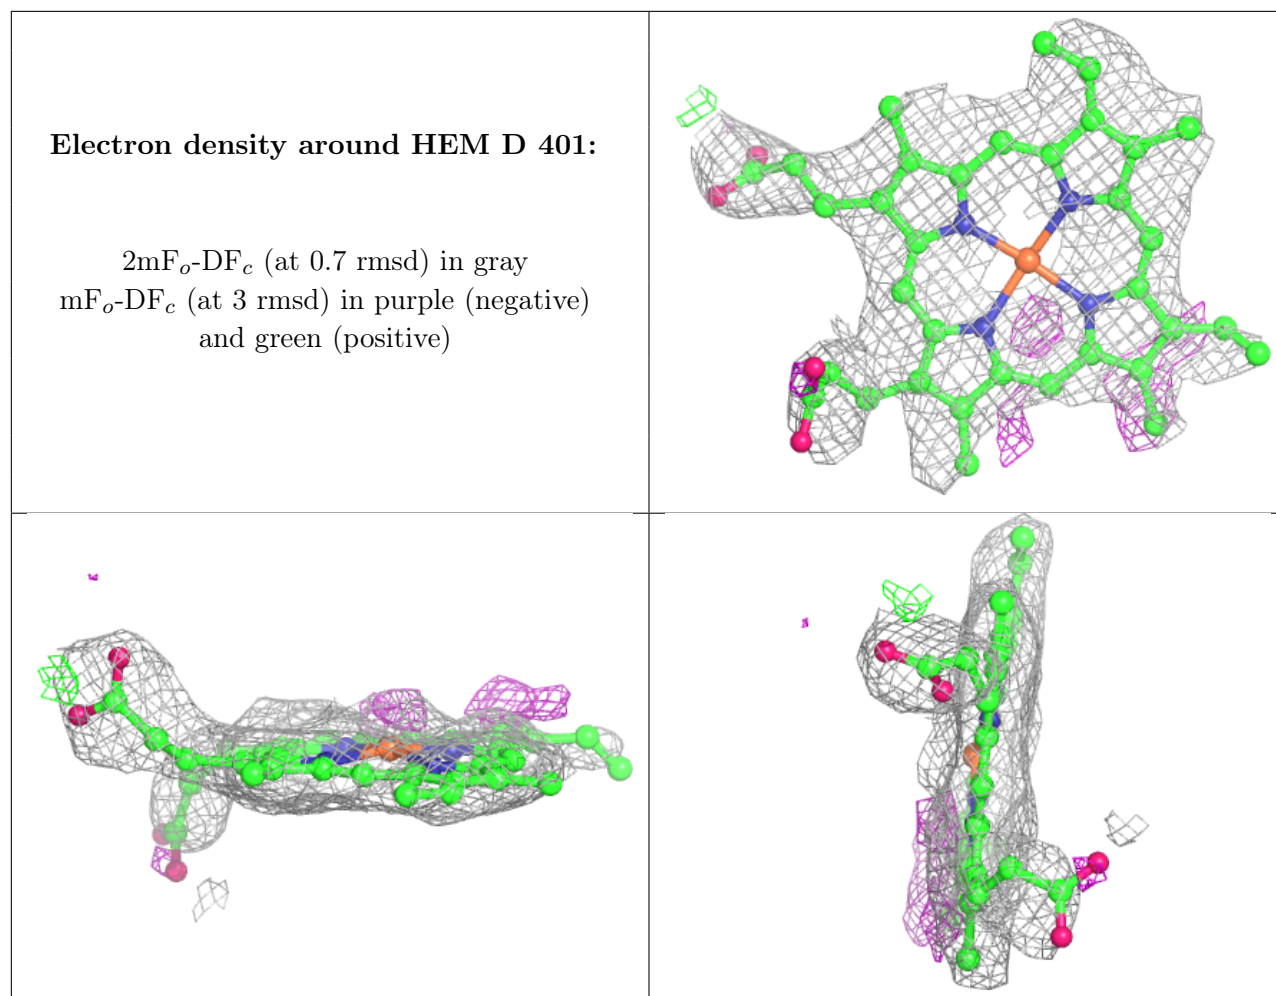 Electron density around HEM D 401:
2mFo-DFc (at 0.7 rmsd) in gray
mFo-DFc (at 3 rmsd) in purple (negative)
and green (positive)